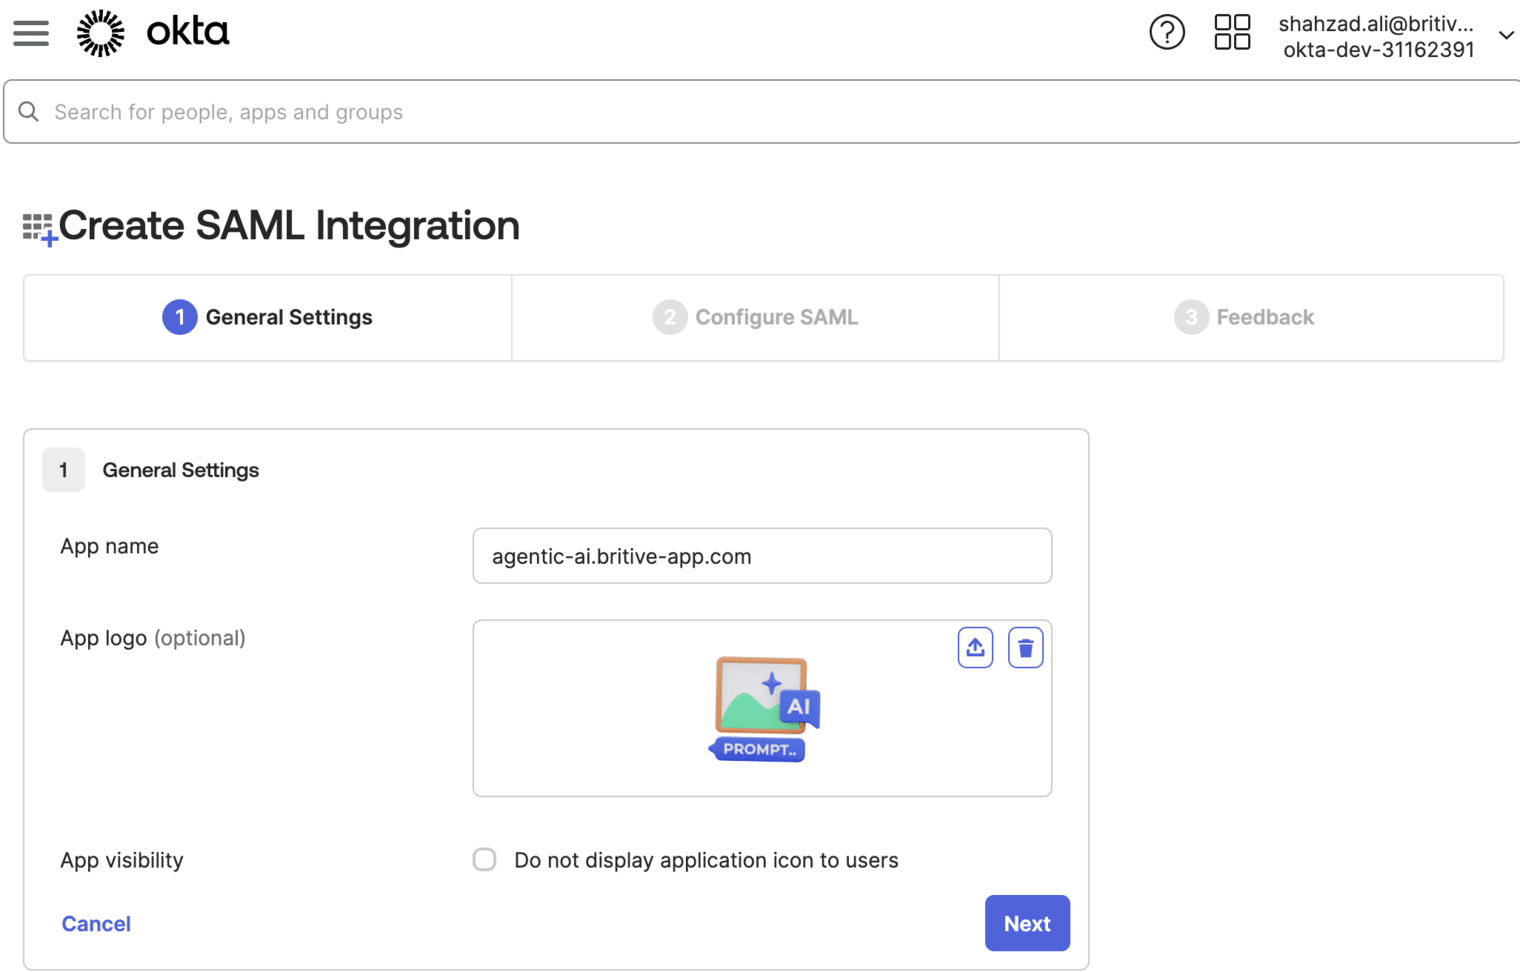 okta
shahzad.ali@britiv...
okta-dev-31162391
Search for people, apps and groups
Create SAML Integration
1 General Settings
2 Configure SAML
3 Feedback
1 General Settings
App name
agentic-ai.britive-app.com
App logo (optional)
AI
PROMPT..
App visibility
Do not display application icon to users
Cancel
Next